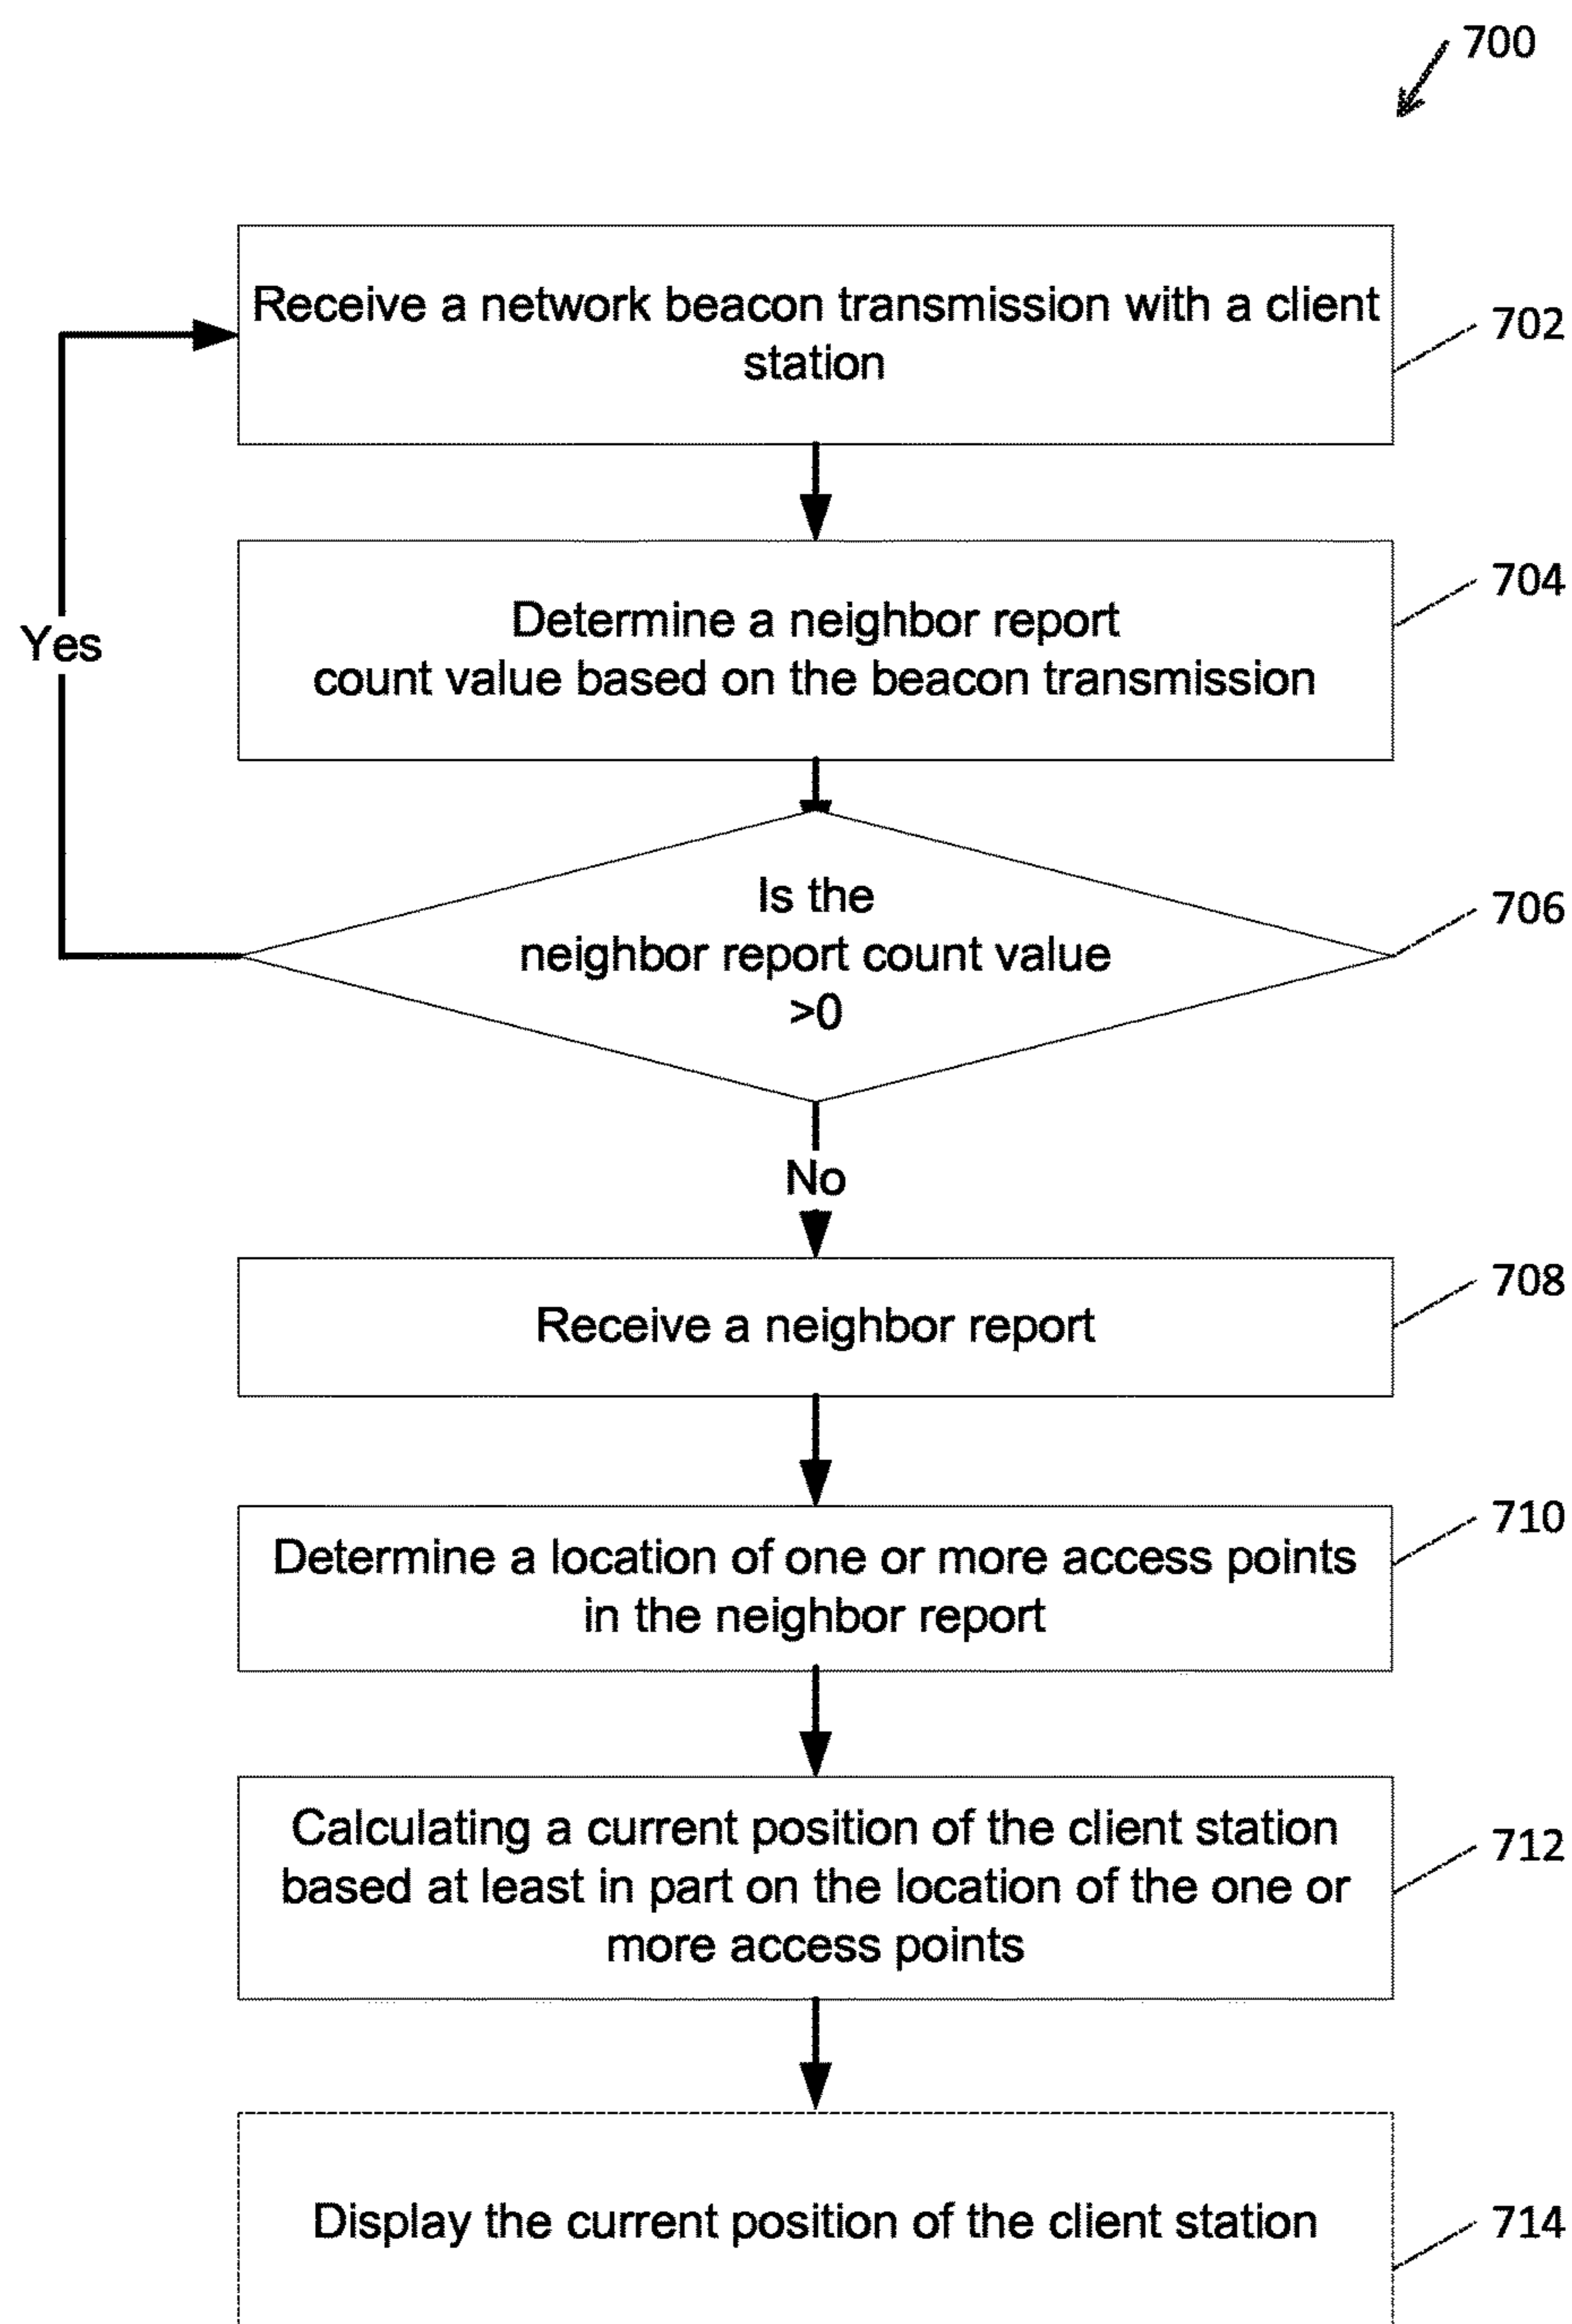 700
Receive a network beacon transmission with a client
station
702
Determine a neighbor report
count value based on the beacon transmission
704
Yes
Is the
neighbor report count value
>0
706
No
Receive a neighbor report
708
Determine a location of one or more access points
in the neighbor report
710
Calculating a current position of the client station
based at least in part on the location of the one or
more access points
712
Display the current position of the client station
714